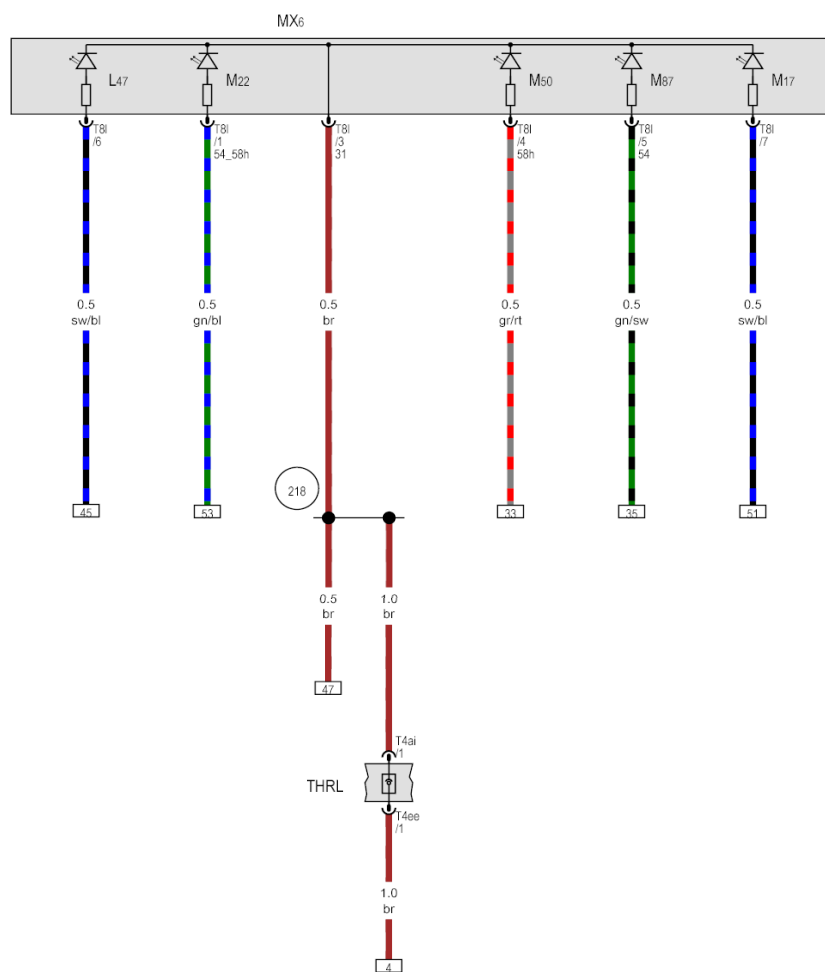 MX6
L47
M22
M50
M87
M17
T8l
/6
T8l
/1
54_58h
T8l
/3
31
T8l
/4
58h
T8l
/5
54
T8l
/7
0.5
sw/bl
0.5
gn/bl
0.5
br
0.5
gr/rt
0.5
gn/sw
0.5
sw/bl
218
45
53
33
35
51
0.5
br
1.0
br
47
T4ai
/1
THRL
T4ee
/1
1.0
br
4